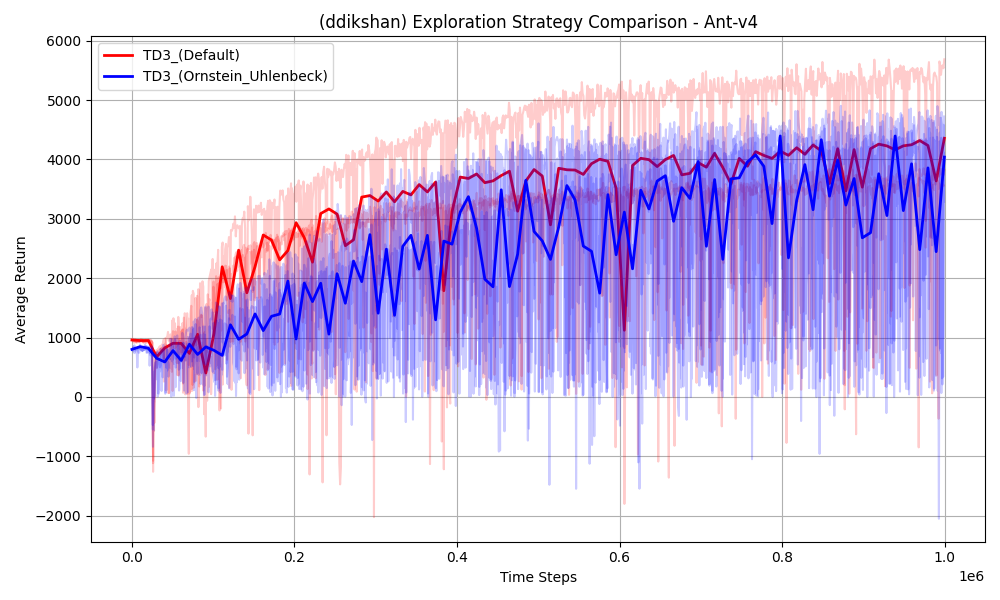 (ddikshan) Exploration Strategy Comparison - Ant-v4
TD3_(Default)
TD3_(Ornstein_Uhlenbeck)
Average Return
6000
5000
4000
3000
2000
1000
0
−1000
−2000
0.0 0.2 0.4 0.6 0.8 1.0
1e6
Time Steps